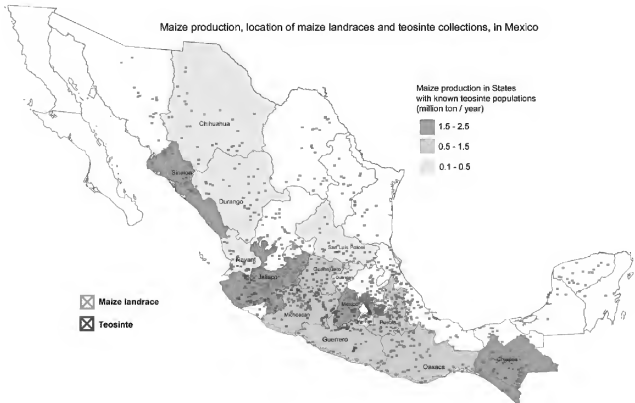 Maize production, location of maize landraces and teosinte collections, in Mexico
Maize production in States
with known teosinte populations
(million ton / year)
1.5 - 2.5
0.5 - 1.5
0.1 - 0.5
Chihuahua
Sinaloa
Durango
San Luis Potosi
Nayarit
Jalisco
Guanajuato
Michoacan
Mexico
Guerrero
Oaxaca
Chiapas
Maize landrace
Teosinte